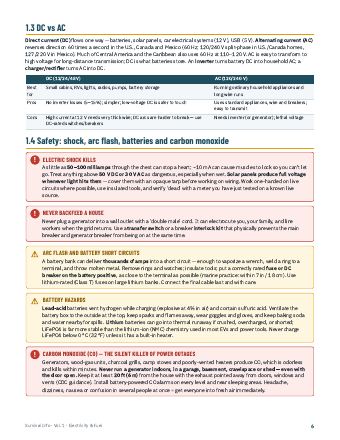 1.3 DC vs AC
Direct current (DC) flows one way — batteries, solar panels, car electrical systems (12 V), USB (5 V). Alternating current (AC)
reverses direction 60 times a second in the U.S., Canada and Mexico (60 Hz; 120/240 V split-phase in U.S./Canada homes,
127/220 V in Mexico). Much of Central America and the Caribbean also uses 60 Hz at 110–120 V. AC is easy to transform to
high voltage for long-distance transmission; DC is what batteries store. An inverter turns battery DC into household AC; a
charger/rectifier turns AC into DC.
DC (12/24/48 V) AC (120/240 V)
Best for Small cabins, RVs, lights, radios, pumps, battery storage Running ordinary household appliances and long wire runs
Pros No inverter losses (5–15%); simpler; low-voltage DC is safer to touch Uses standard appliances, wire and breakers; easy to transmit
Cons High current at 12 V needs very thick wire; DC arcs are harder to break — use DC-rated switches/breakers Needs inverter (or generator); lethal voltage
1.4 Safety: shock, arc flash, batteries and carbon monoxide
ELECTRIC SHOCK KILLS
As little as 50–100 milliamps through the chest can stop a heart; ~10 mA can cause muscles to lock so you can't let
go. Treat anything above 50 V DC or 30 V AC as dangerous, especially when wet. Solar panels produce full voltage
whenever light hits them — cover them with an opaque tarp before working on wiring. Work one-handed on live
circuits where possible, use insulated tools, and verify 'dead' with a meter you have just tested on a known live
source.
NEVER BACKFEED A HOUSE
Never plug a generator into a wall outlet with a 'double male' cord. It can electrocute you, your family, and line
workers when the grid returns. Use a transfer switch or a breaker interlock kit that physically prevents the main
breaker and generator breaker from being on at the same time.
ARC FLASH AND BATTERY SHORT CIRCUITS
A battery bank can deliver thousands of amps into a short circuit — enough to vaporize a wrench, weld a ring to a
terminal, and throw molten metal. Remove rings and watches; insulate tools; put a correctly rated fuse or DC
breaker on the battery positive, as close to the terminal as possible (marine practice: within 7 in / 18 cm). Use
lithium-rated (Class T) fuses on large lithium banks. Connect the final cable last and with care.
BATTERY HAZARDS
Lead-acid batteries vent hydrogen while charging (explosive at 4% in air) and contain sulfuric acid. Ventilate the
battery box to the outside at the top, keep sparks and flames away, wear goggles and gloves, and keep baking soda
and water nearby for spills. Lithium batteries can go into thermal runaway if crushed, overcharged, or shorted;
LiFePO4 is far more stable than the lithium-ion (NMC) chemistry used in most EVs and power tools. Never charge
LiFePO4 below 0 °C (32 °F) unless it has a built-in heater.
CARBON MONOXIDE (CO) — THE SILENT KILLER OF POWER OUTAGES
Generators, wood-gas units, charcoal grills, camp stoves and poorly-vented heaters produce CO, which is odorless
and kills within minutes. Never run a generator indoors, in a garage, basement, crawlspace or shed — even with
the door open. Keep it at least 20 ft (6 m) from the house with the exhaust pointed away from doors, windows and
vents (CDC guidance). Install battery-powered CO alarms on every level and near sleeping areas. Headache,
dizziness, nausea or confusion in several people at once = get everyone into fresh air immediately.
6